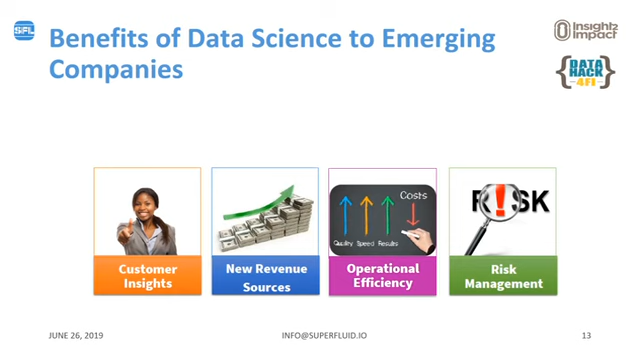 SFL
Benefits of Data Science to Emerging
Companies
Insight2
Impact
DATA
HACK
4FI
Costs
Quality Speed Results
RISK
Customer
Insights
New Revenue
Sources
Operational
Efficiency
Risk
Management
JUNE 26, 2019
INFO@SUPERFLUID.IO
13